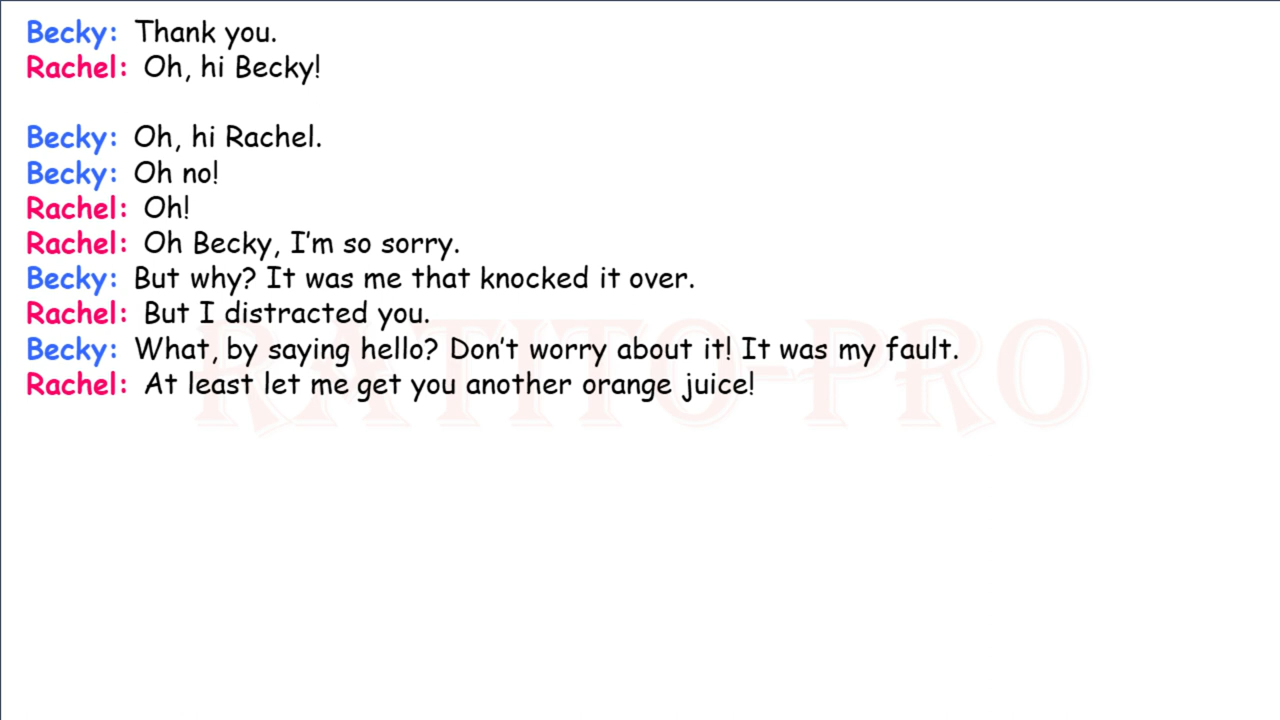 Becky: Thank you.
Rachel: Oh, hi Becky!
Becky: Oh, hi Rachel.
Becky: Oh no!
Rachel: Oh!
Rachel: Oh Becky, I'm so sorry.
Becky: But why? It was me that knocked it over.
Rachel: But I distracted you.
Becky: What, by saying hello? Don't worry about it! It was my fault.
Rachel: At least let me get you another orange juice!
RATITO-PRO